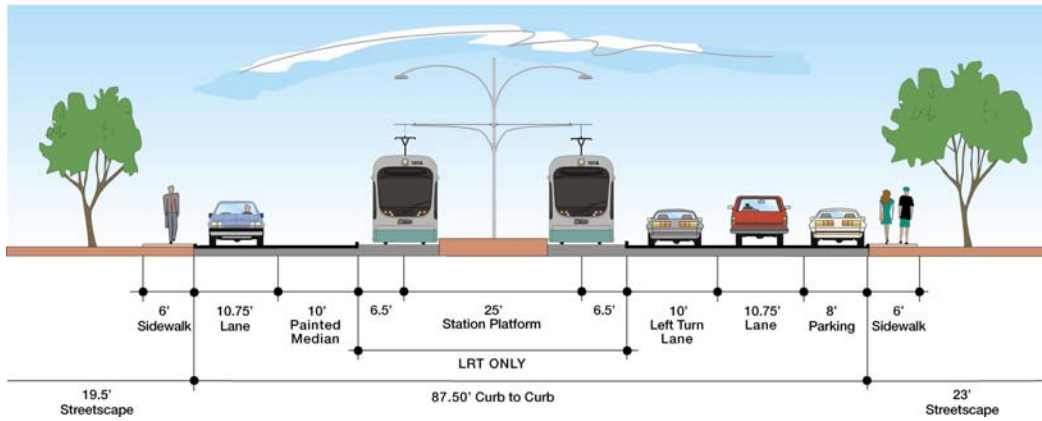 101A
101A
6'
Sidewalk
10.75'
Lane
10'
Painted
Median
6.5'
25'
Station Platform
6.5'
10'
Left Turn
Lane
10.75'
Lane
8'
Parking
6'
Sidewalk
LRT ONLY
19.5'
Streetscape
87.50' Curb to Curb
23'
Streetscape